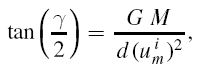 tan(γ/2) = G M / d(u_m^i)^2,